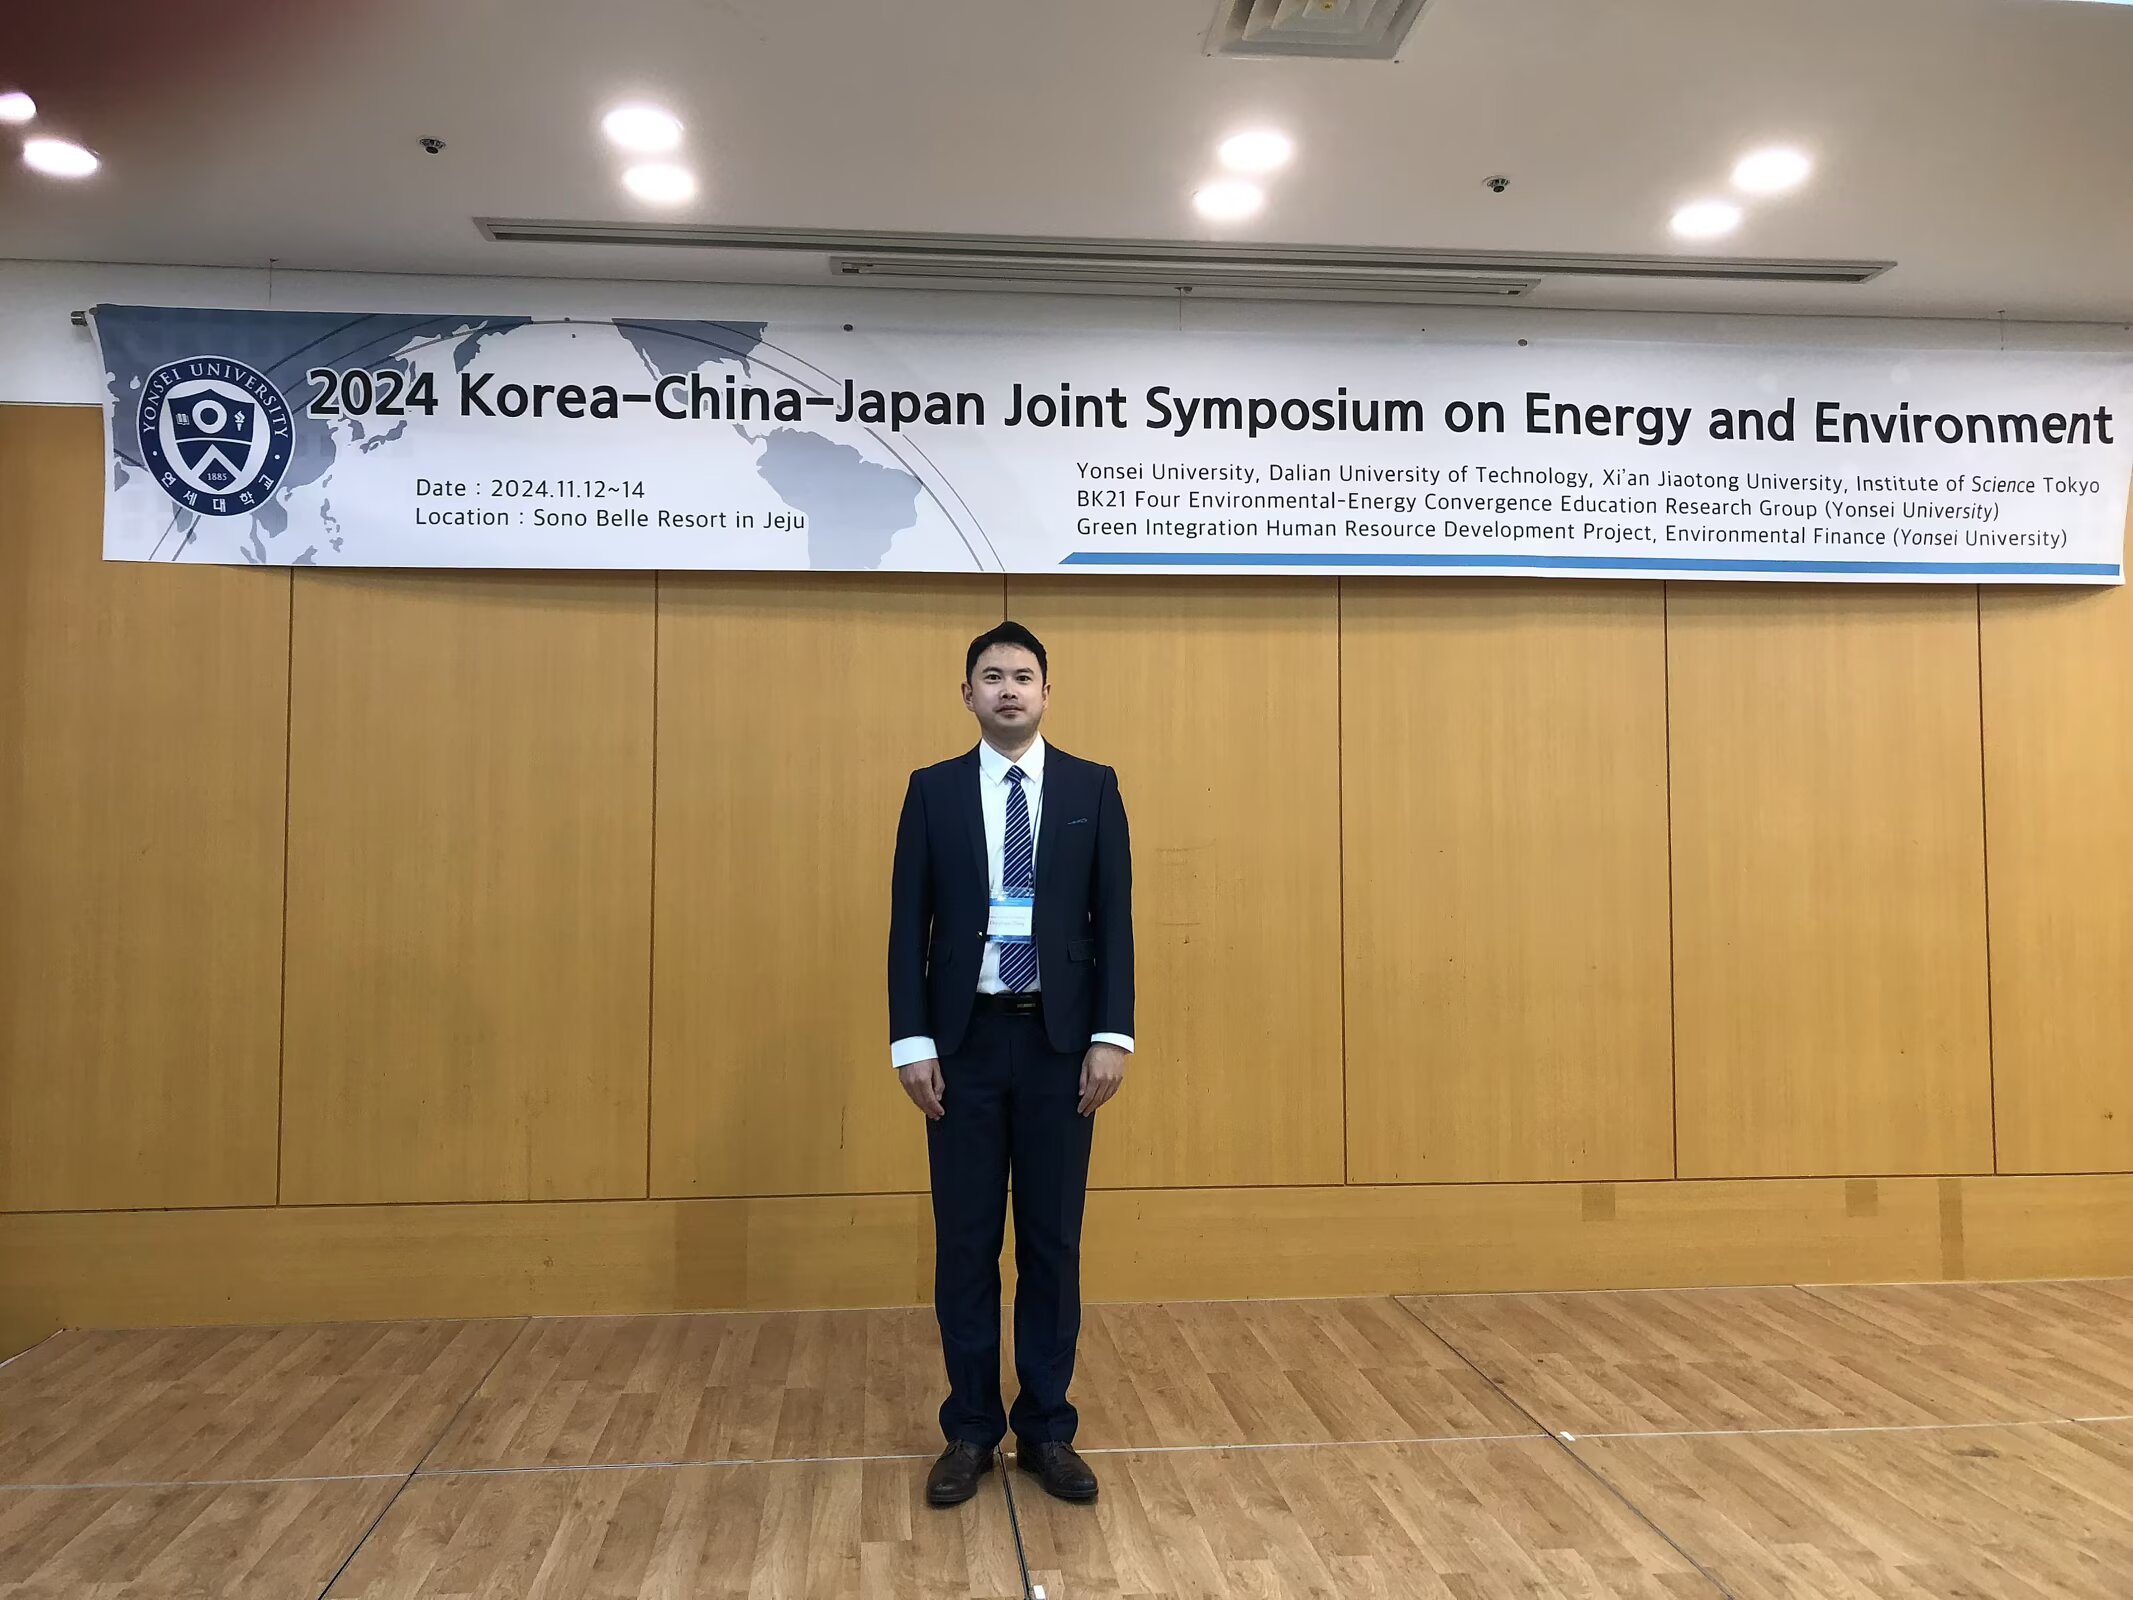 YONSEI UNIVERSITY
1885
연세대학교
2024 Korea-China-Japan Joint Symposium on Energy and Environment
Date : 2024.11.12~14
Location : Sono Belle Resort in Jeju
Yonsei University, Dalian University of Technology, Xi'an Jiaotong University, Institute of Science Tokyo
BK21 Four Environmental-Energy Convergence Education Research Group (Yonsei University)
Green Integration Human Resource Development Project, Environmental Finance (Yonsei University)